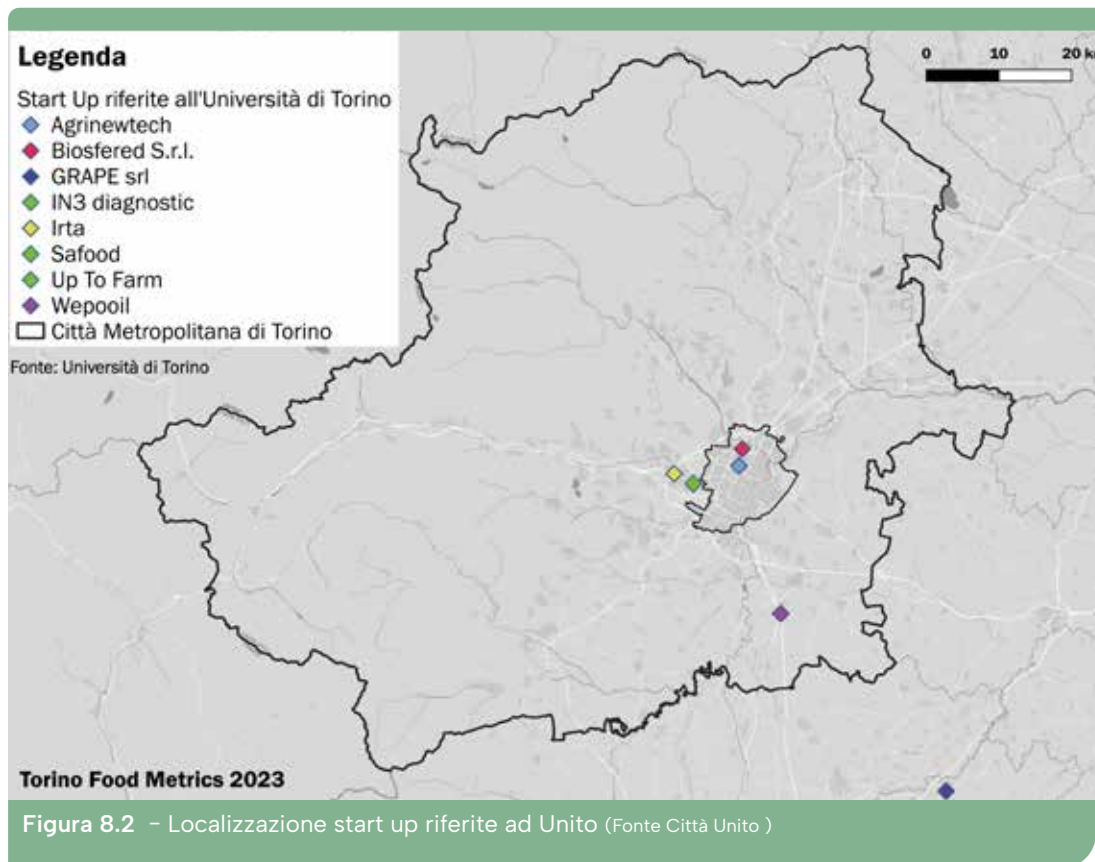 Legenda
Start Up riferite all'Università di Torino
Agrinewtech
Biosfered S.r.l.
GRAPE srl
IN3 diagnostic
Irta
Safood
Up To Farm
Wepooil
Città Metropolitana di Torino
Fonte: Università di Torino
0 10 20 k
Torino Food Metrics 2023
Figura 8.2 – Localizzazione start up riferite ad Unito (Fonte Città Unito )